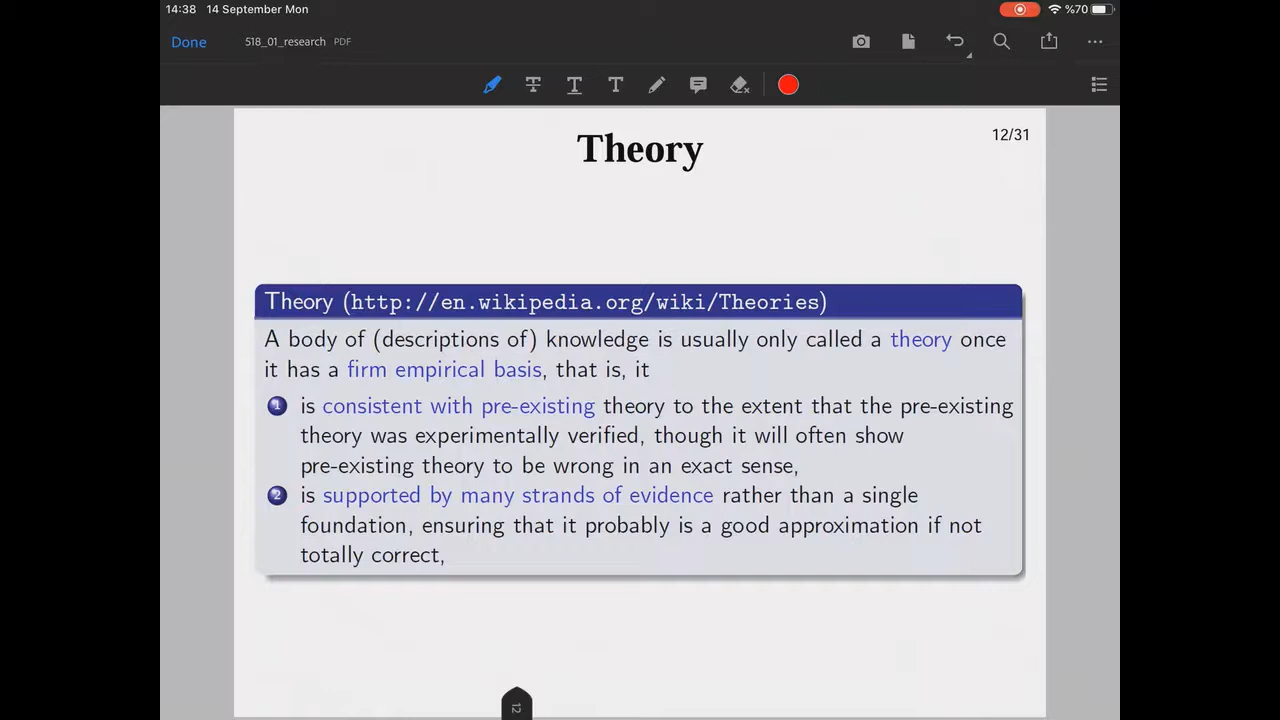 14:38 14 September Mon
%70
Done
518_01_research PDF
T T T
Theory
12/31
Theory (http://en.wikipedia.org/wiki/Theories)
A body of (descriptions of) knowledge is usually only called a theory once
it has a firm empirical basis, that is, it
1 is consistent with pre-existing theory to the extent that the pre-existing
theory was experimentally verified, though it will often show
pre-existing theory to be wrong in an exact sense,
2 is supported by many strands of evidence rather than a single
foundation, ensuring that it probably is a good approximation if not
totally correct,
12